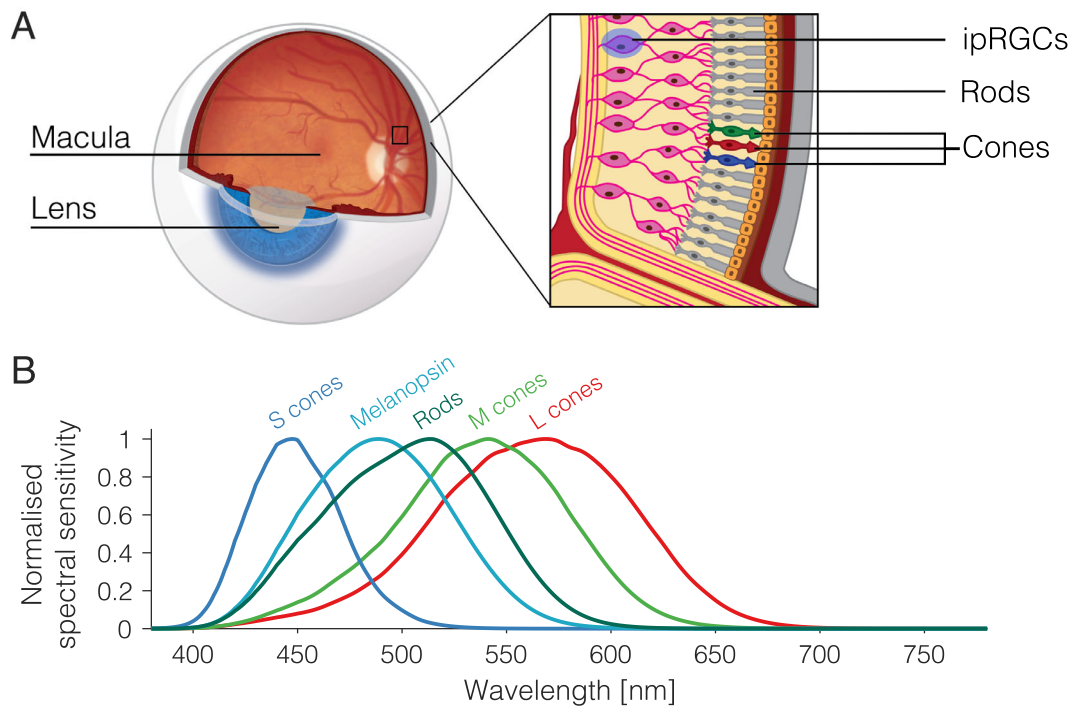 A
Macula
Lens
ipRGCs
Rods
Cones
B
S cones
Melanopsin
Rods
M cones
L cones
Normalised
spectral sensitivity
1
0.8
0.6
0.4
0.2
0
400 450 500 550 600 650 700 750
Wavelength [nm]